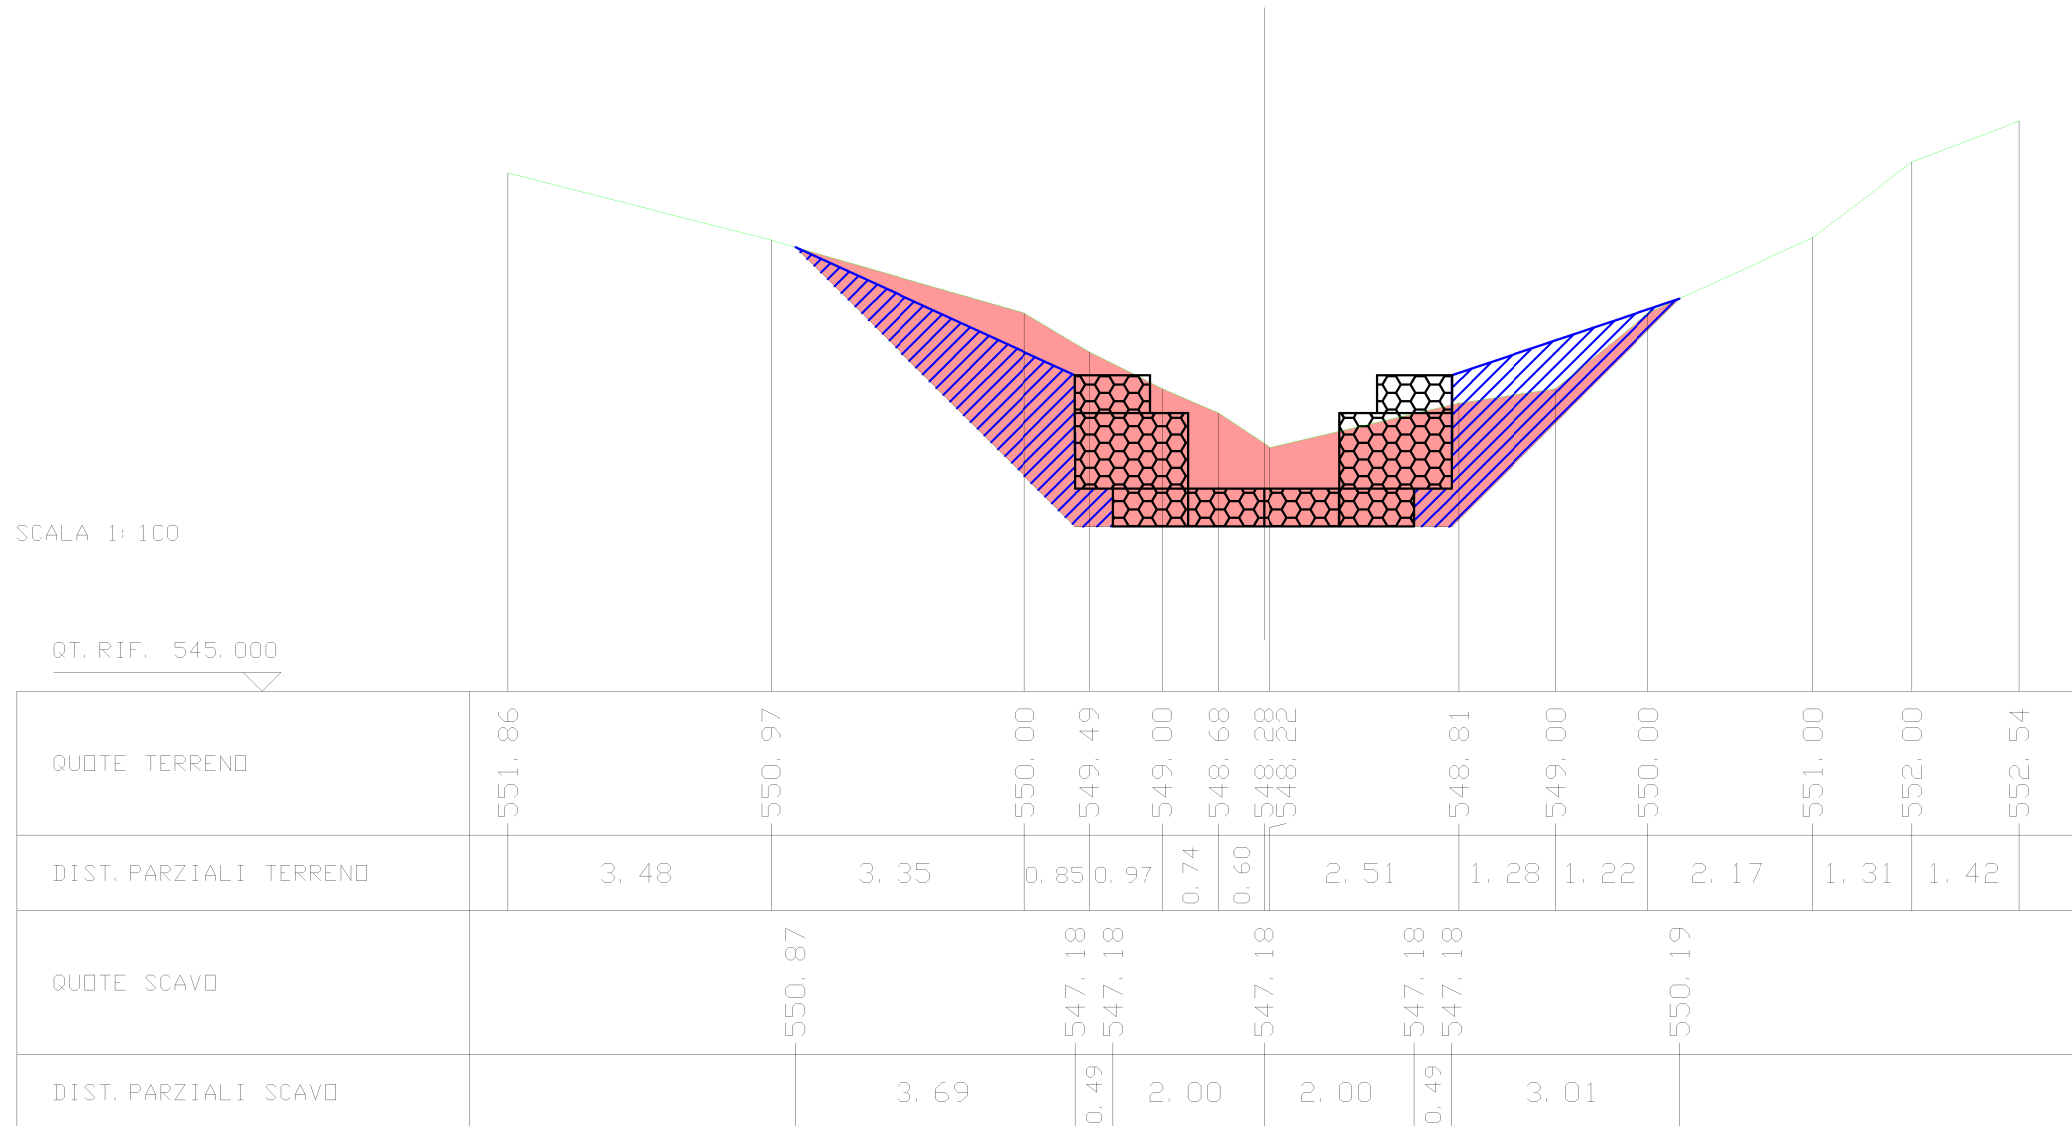 SCALA 1:100
QT.RIF. 545.000
QUOTE TERRENO
551.86 550.97 550.00 549.49 549.00 548.68 548.28 548.22 548.81 549.00 550.00 551.00 552.00 552.54
DIST.PARZIALI TERRENO
3.48 3.35 0.85 0.97 0.74 0.60 2.51 1.28 1.22 2.17 1.31 1.42
QUOTE SCAVO
550.87 547.18 547.18 547.18 547.18 547.18 550.19
DIST.PARZIALI SCAVO
3.69 0.49 2.00 2.00 0.49 3.01